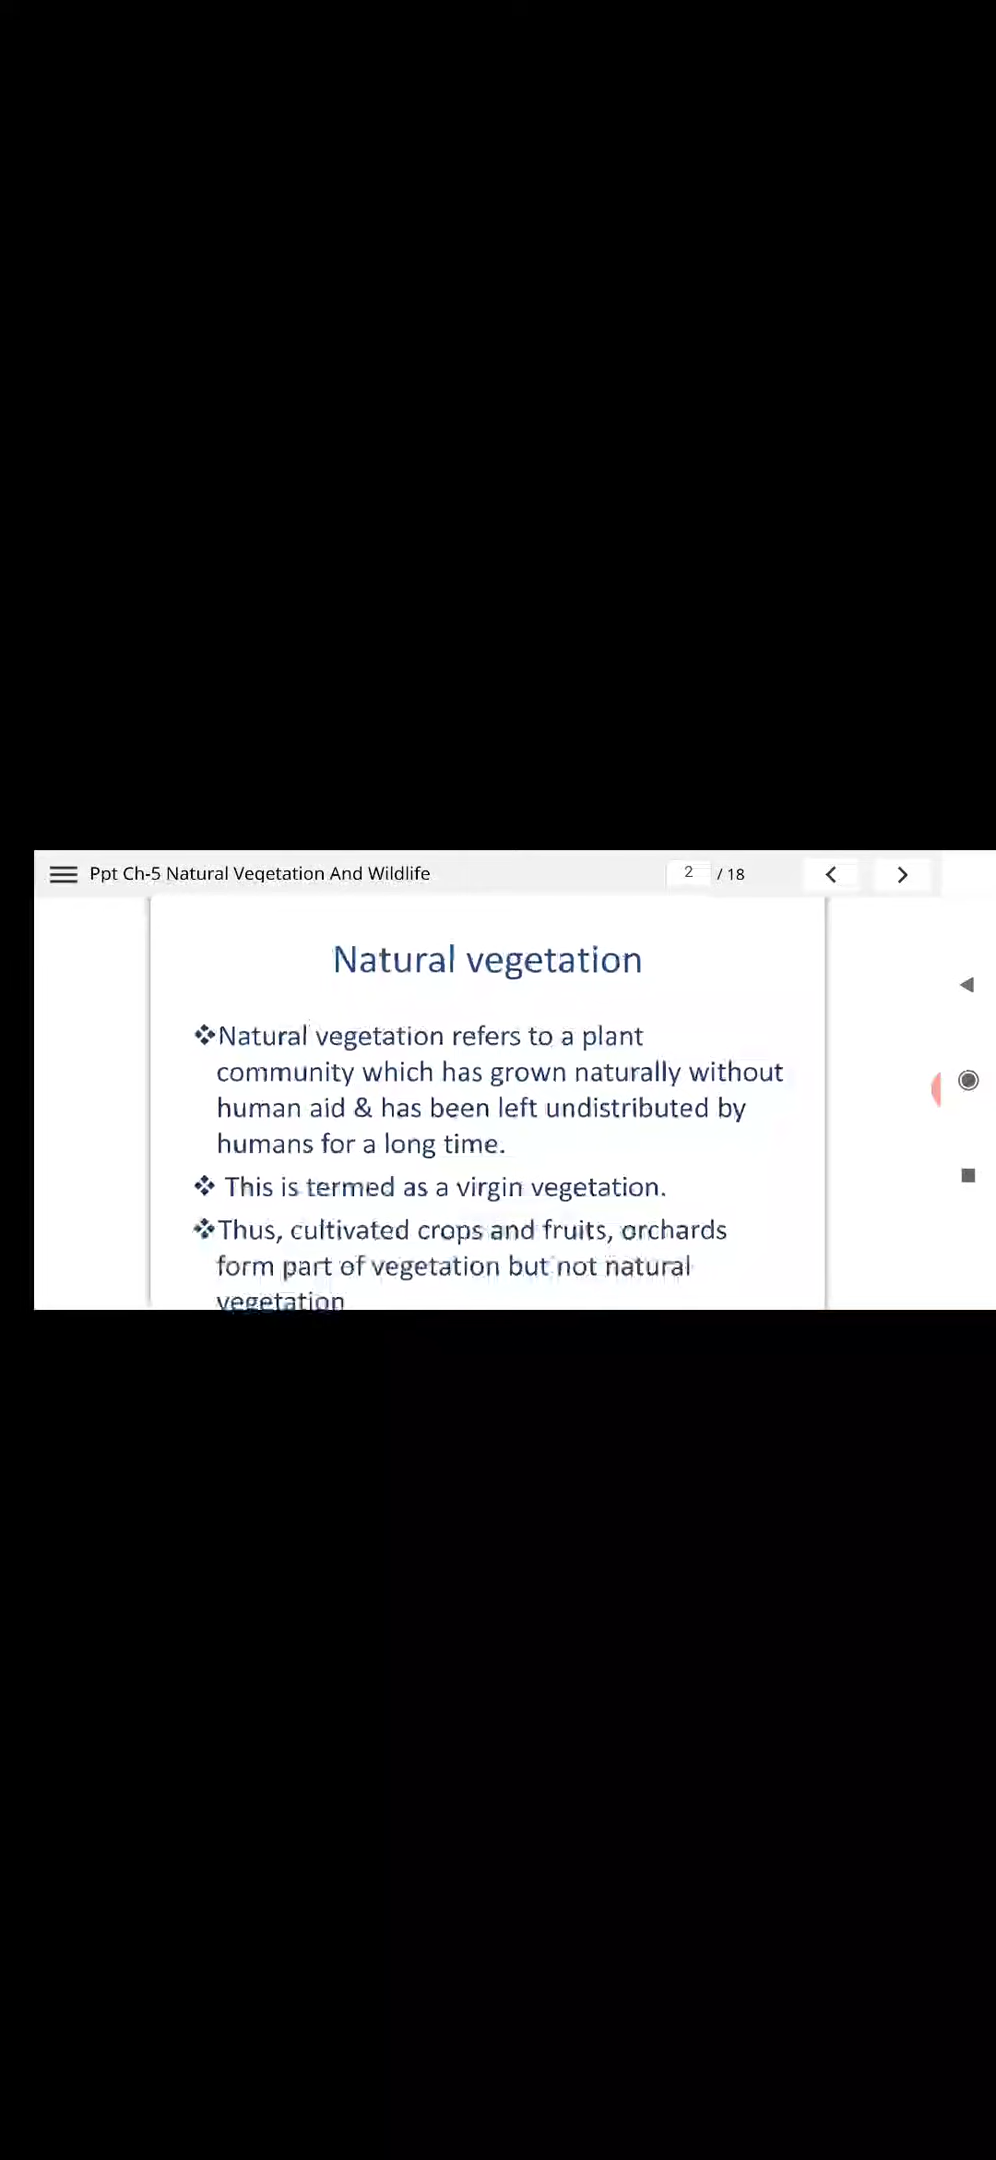 Ppt Ch-5 Natural Vegetation And Wildlife 2 / 18
Natural vegetation
❖Natural vegetation refers to a plant
community which has grown naturally without
human aid & has been left undistributed by
humans for a long time.
❖ This is termed as a virgin vegetation.
❖Thus, cultivated crops and fruits, orchards
form part of vegetation but not natural
vegetation